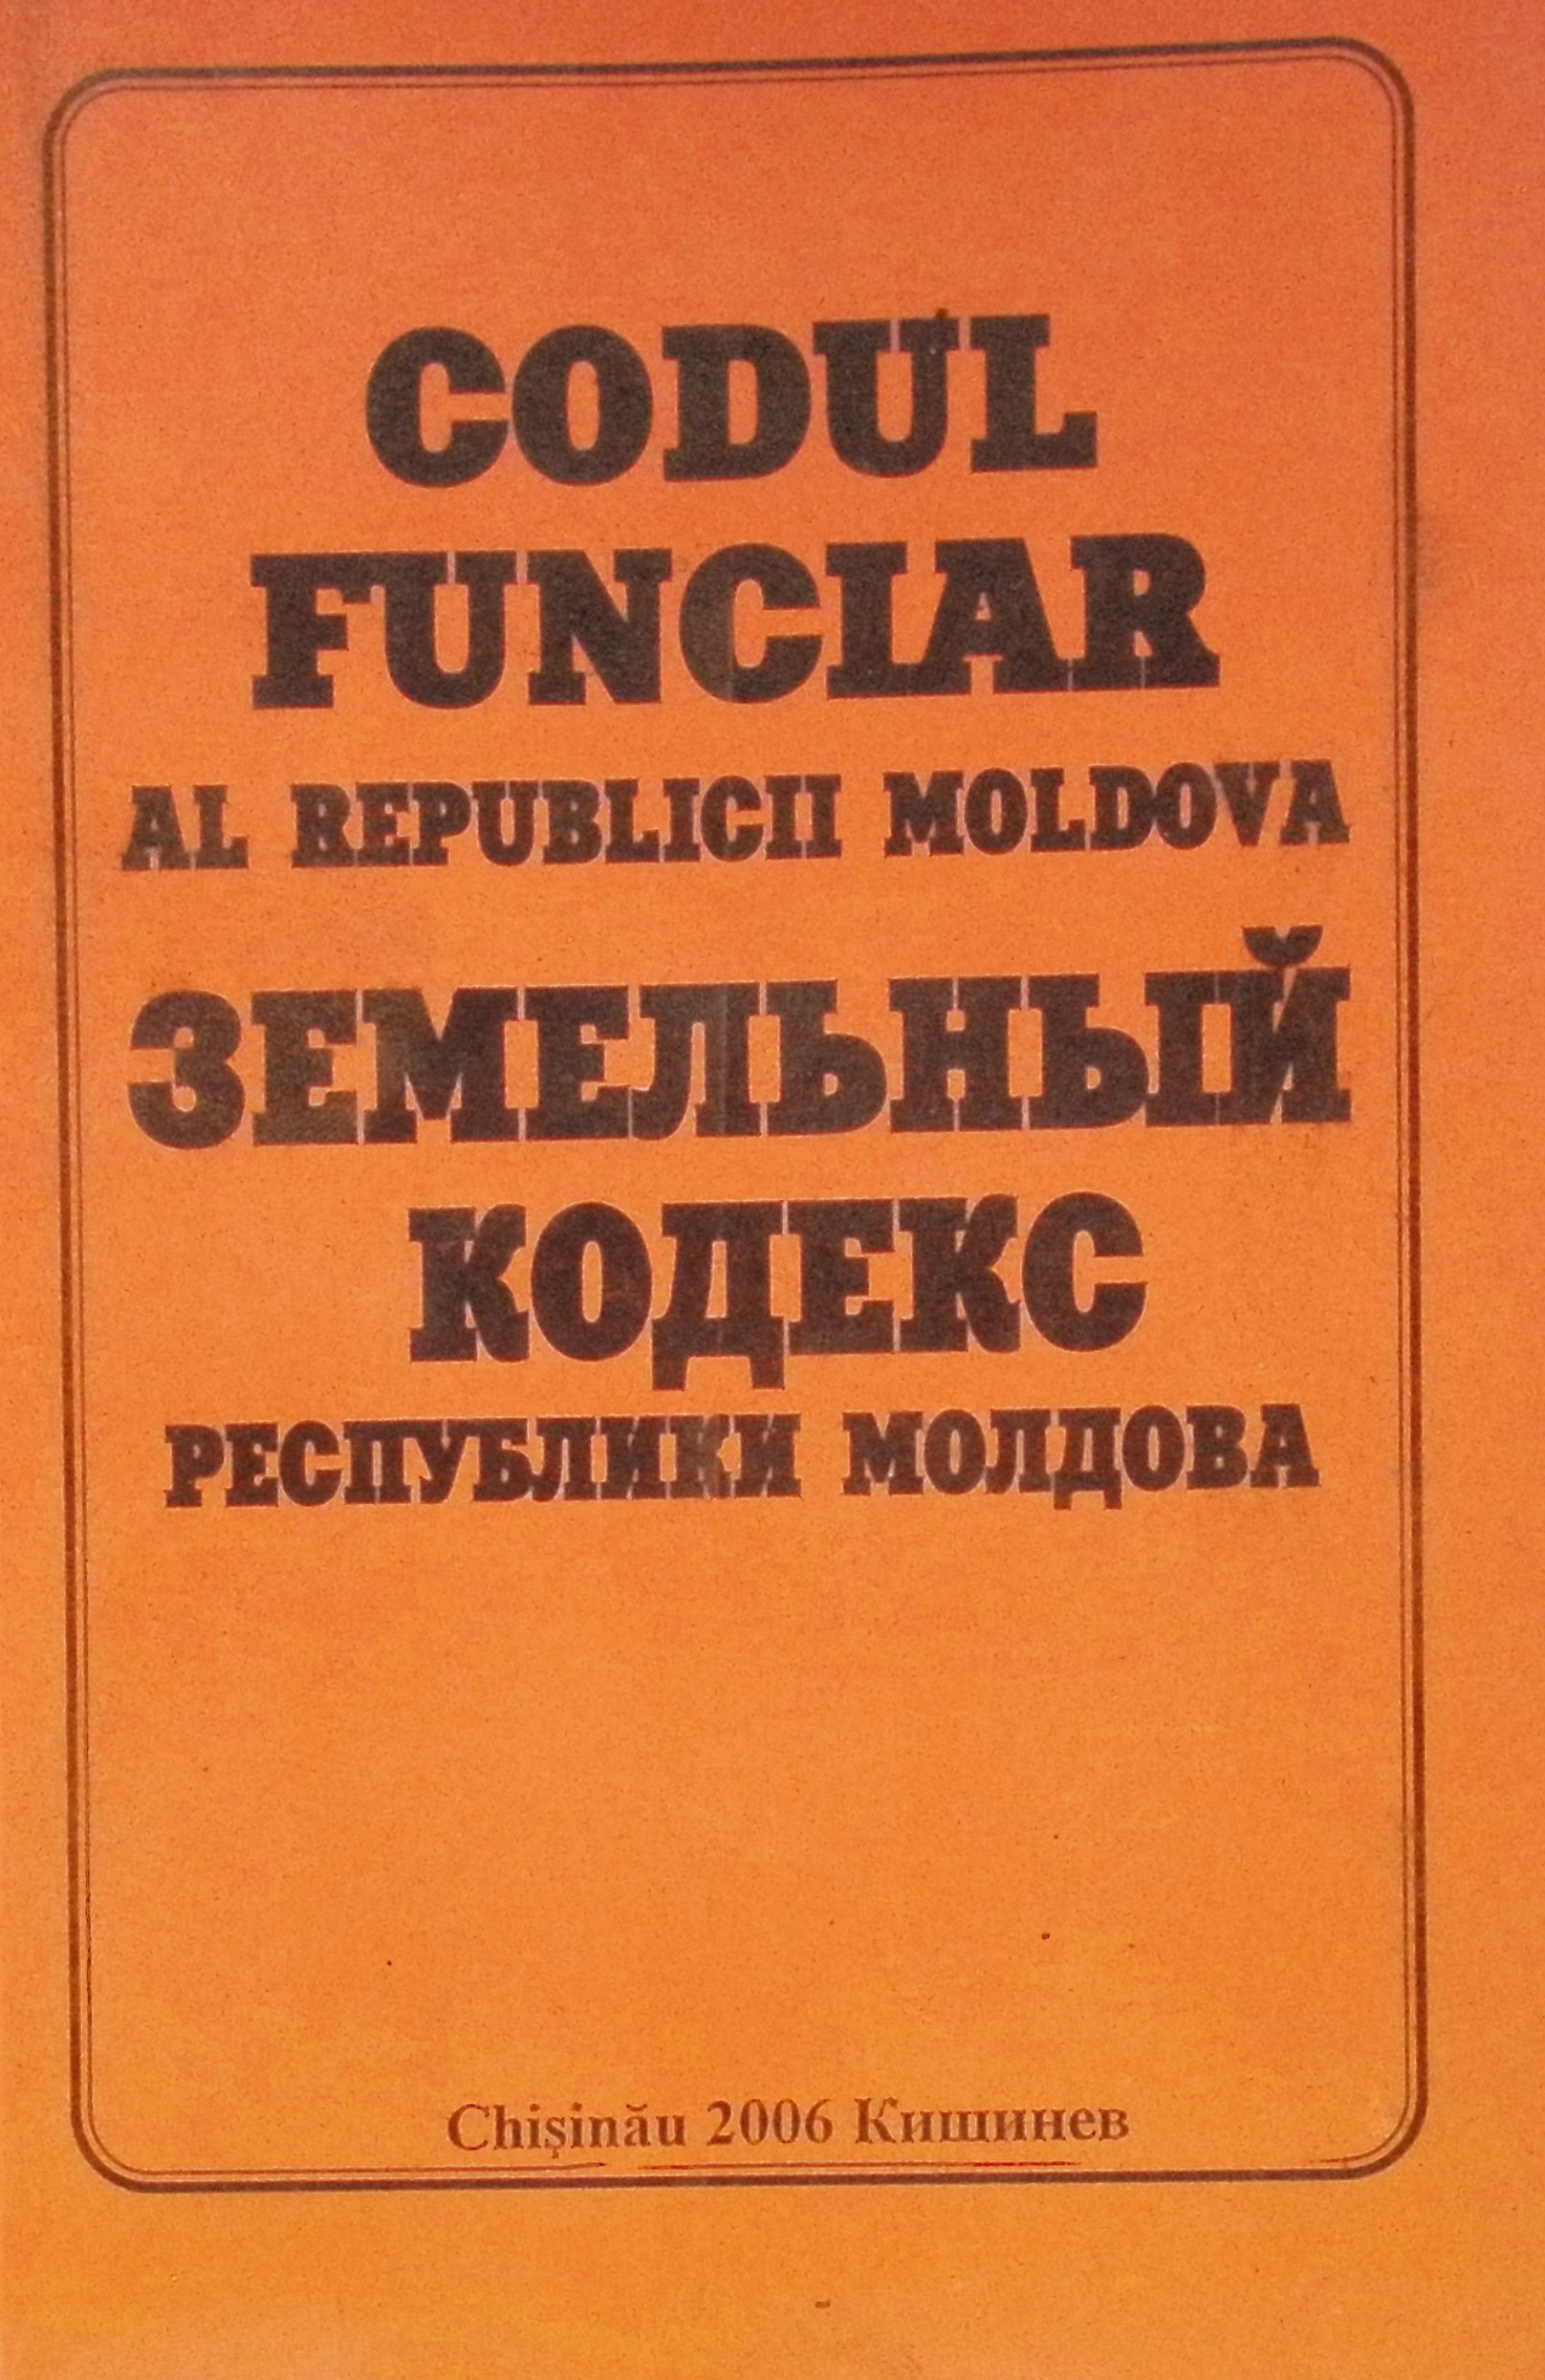 CODUL
FUNCIAR
AL REPUBLICII MOLDOVA
ЗЕМЕЛЬНЫЙ
КОДЕКС
РЕСПУБЛИКИ МОЛДОВА
Chişinău 2006 Кишинев